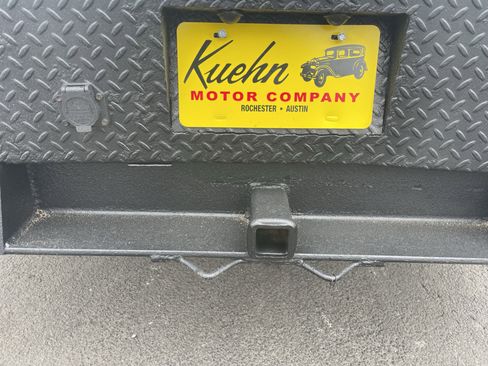 Kuehn
MOTOR COMPANY
ROCHESTER • AUSTIN